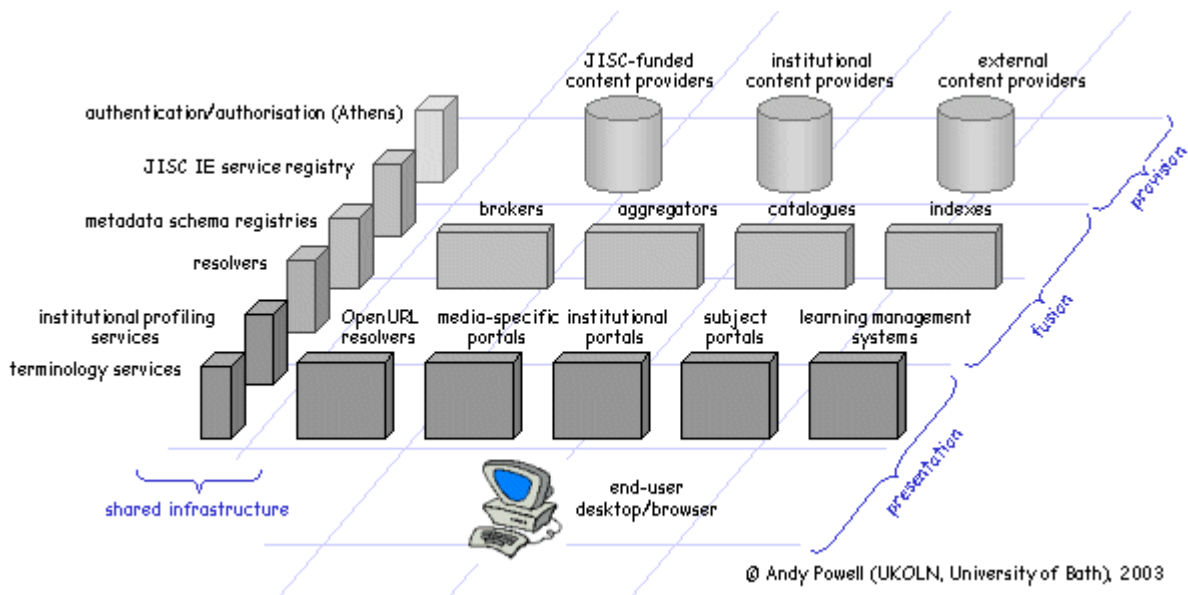 JISC-funded
content providers
institutional
content providers
external
content providers
authentication/authorisation (Athens)
JISC IE service registry
metadata schema registries
resolvers
institutional profiling
services
terminology services
brokers
aggregators
catalogues
indexes
OpenURL
resolvers
media-specific
portals
institutional
portals
subject
portals
learning management
systems
provision
fusion
presentation
shared infrastructure
end-user
desktop/browser
© Andy Powell (UKOLN, University of Bath), 2003